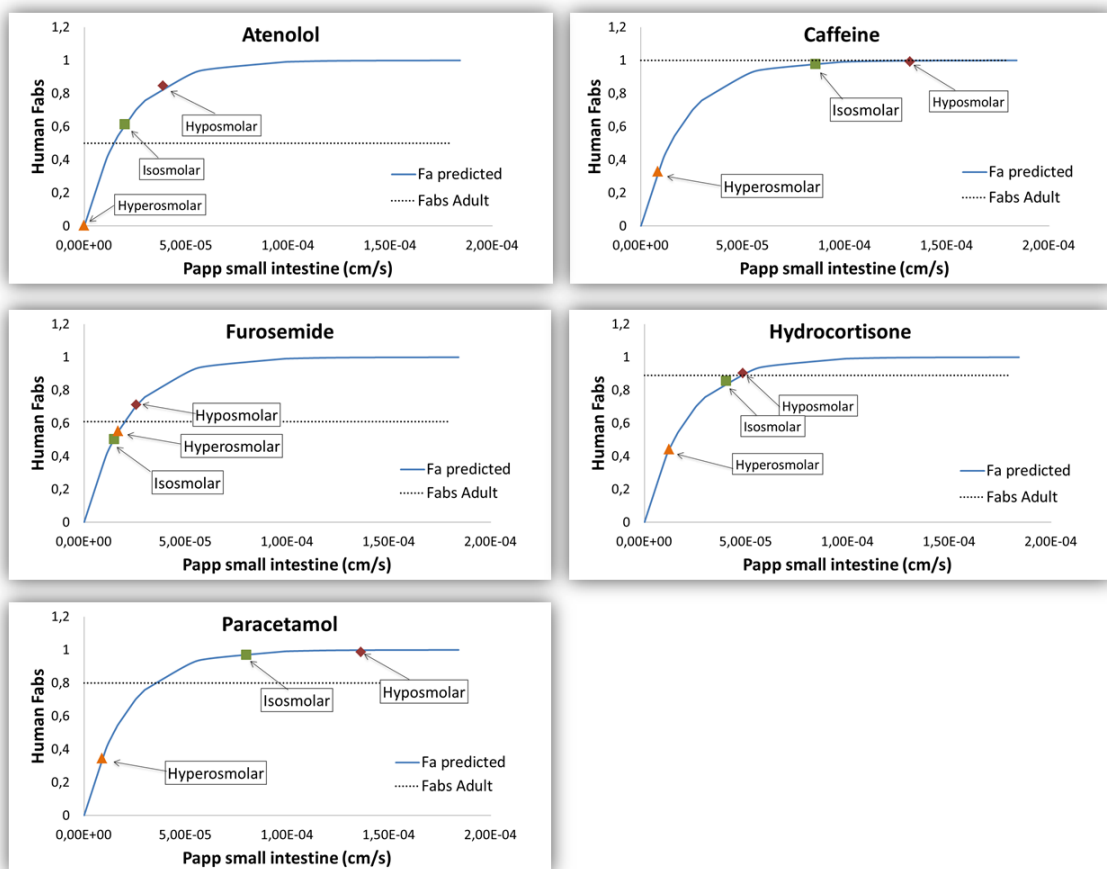 Atenolol
1,2
1
0,8
0,6
0,4
0,2
0
Human Fabs
Hyposmolar
Isosmolar
Hyperosmolar
Fa predicted
Fabs Adult
0,00E+00 5,00E-05 1,00E-04 1,50E-04 2,00E-04
Papp small intestine (cm/s)
Caffeine
1,2
1
0,8
0,6
0,4
0,2
0
Human Fabs
Isosmolar
Hyposmolar
Hyperosmolar
Fa predicted
Fabs Adult
0,00E+00 5,00E-05 1,00E-04 1,50E-04 2,00E-04
Papp small intestine (cm/s)
Furosemide
1,2
1
0,8
0,6
0,4
0,2
0
Human Fabs
Hyposmolar
Hyperosmolar
Isosmolar
Fa predicted
Fabs Adult
0,00E+00 5,00E-05 1,00E-04 1,50E-04 2,00E-04
Papp small intestine (cm/s)
Hydrocortisone
1,2
1
0,8
0,6
0,4
0,2
0
Human Fabs
Hyposmolar
Isosmolar
Hyperosmolar
Fa predicted
Fabs Adult
0,00E+00 5,00E-05 1,00E-04 1,50E-04 2,00E-04
Papp small intestine (cm/s)
Paracetamol
1,2
1
0,8
0,6
0,4
0,2
0
Human Fabs
Isosmolar
Hyposmolar
Hyperosmolar
Fa predicted
Fabs Adult
0,00E+00 5,00E-05 1,00E-04 1,50E-04 2,00E-04
Papp small intestine (cm/s)